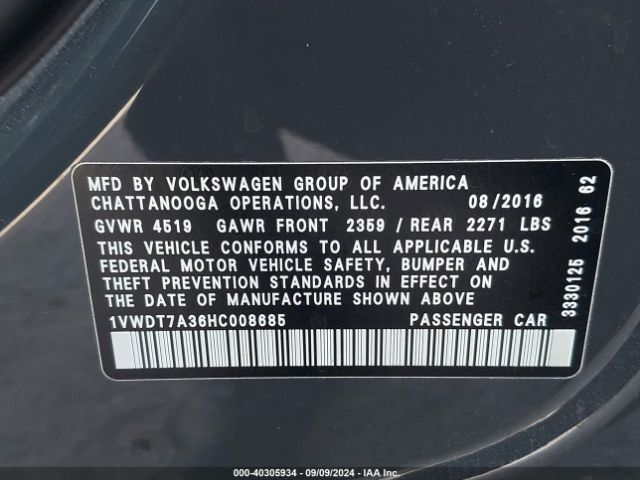 MFD BY VOLKSWAGEN GROUP OF AMERICA
CHATTANOOGA OPERATIONS, LLC. 08/2016
GVWR 4519 GAWR FRONT 2359 / REAR 2271 LBS
THIS VEHICLE CONFORMS TO ALL APPLICABLE U.S.
FEDERAL MOTOR VEHICLE SAFETY, BUMPER AND
THEFT PREVENTION STANDARDS IN EFFECT ON THE
DATE OF MANUFACTURE SHOWN ABOVE
1VWDT7A36HC008685 PASSENGER CAR
3330125 2016 62
000-40305934 - 09/09/2024 - IAA Inc.